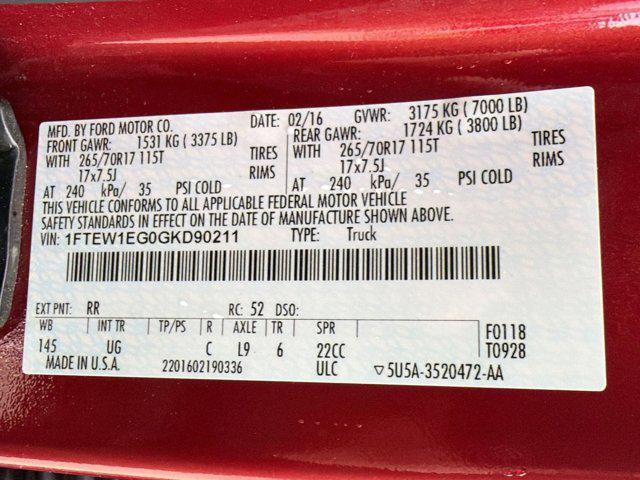 MFD. BY FORD MOTOR CO. DATE: 02/16 GVWR: 3175 KG ( 7000 LB)
FRONT GAWR: 1531 KG ( 3375 LB) REAR GAWR: 1724 KG ( 3800 LB)
WITH 265/70R17 115T TIRES WITH 265/70R17 115T TIRES
17x7.5J RIMS 17x7.5J RIMS
AT 240 kPa/ 35 PSI COLD AT 240 kPa/ 35 PSI COLD
THIS VEHICLE CONFORMS TO ALL APPLICABLE FEDERAL MOTOR VEHICLE
SAFETY STANDARDS IN EFFECT ON THE DATE OF MANUFACTURE SHOWN ABOVE.
VIN: 1FTEW1EG0GKD90211 TYPE: Truck
EXT PNT: RR RC: 52 DSO:
WB INT TR TP/PS R AXLE TR SPR F0118
145 UG C L9 6 22CC T0928
MADE IN U.S.A. 2201602190336 ULC ▽5U5A-3520472-AA